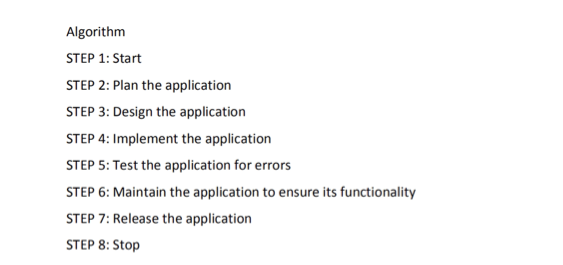 Algorithm
STEP 1: Start
STEP 2: Plan the application
STEP 3: Design the application
STEP 4: Implement the application
STEP 5: Test the application for errors
STEP 6: Maintain the application to ensure its functionality
STEP 7: Release the application
STEP 8: Stop